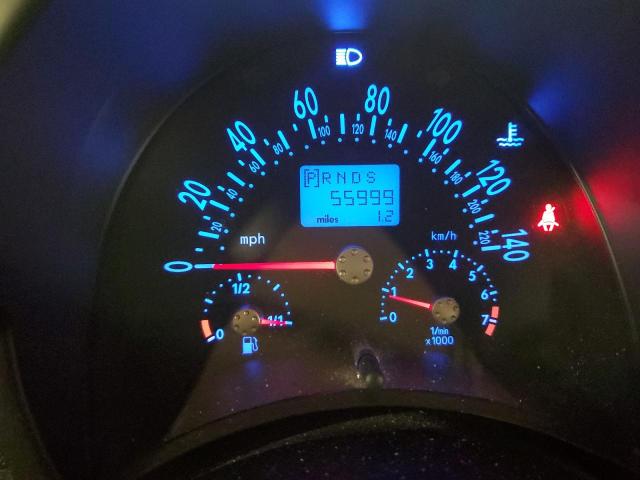 60 80
100 120 140
40 100
80 160
60 180
20 120
40 200
20 220
0 140
[P] R N D S
55999
miles 1.2
mph km/h
0 1/2 1/1
0 1 2 3 4 5 6 7
1/min
x1000